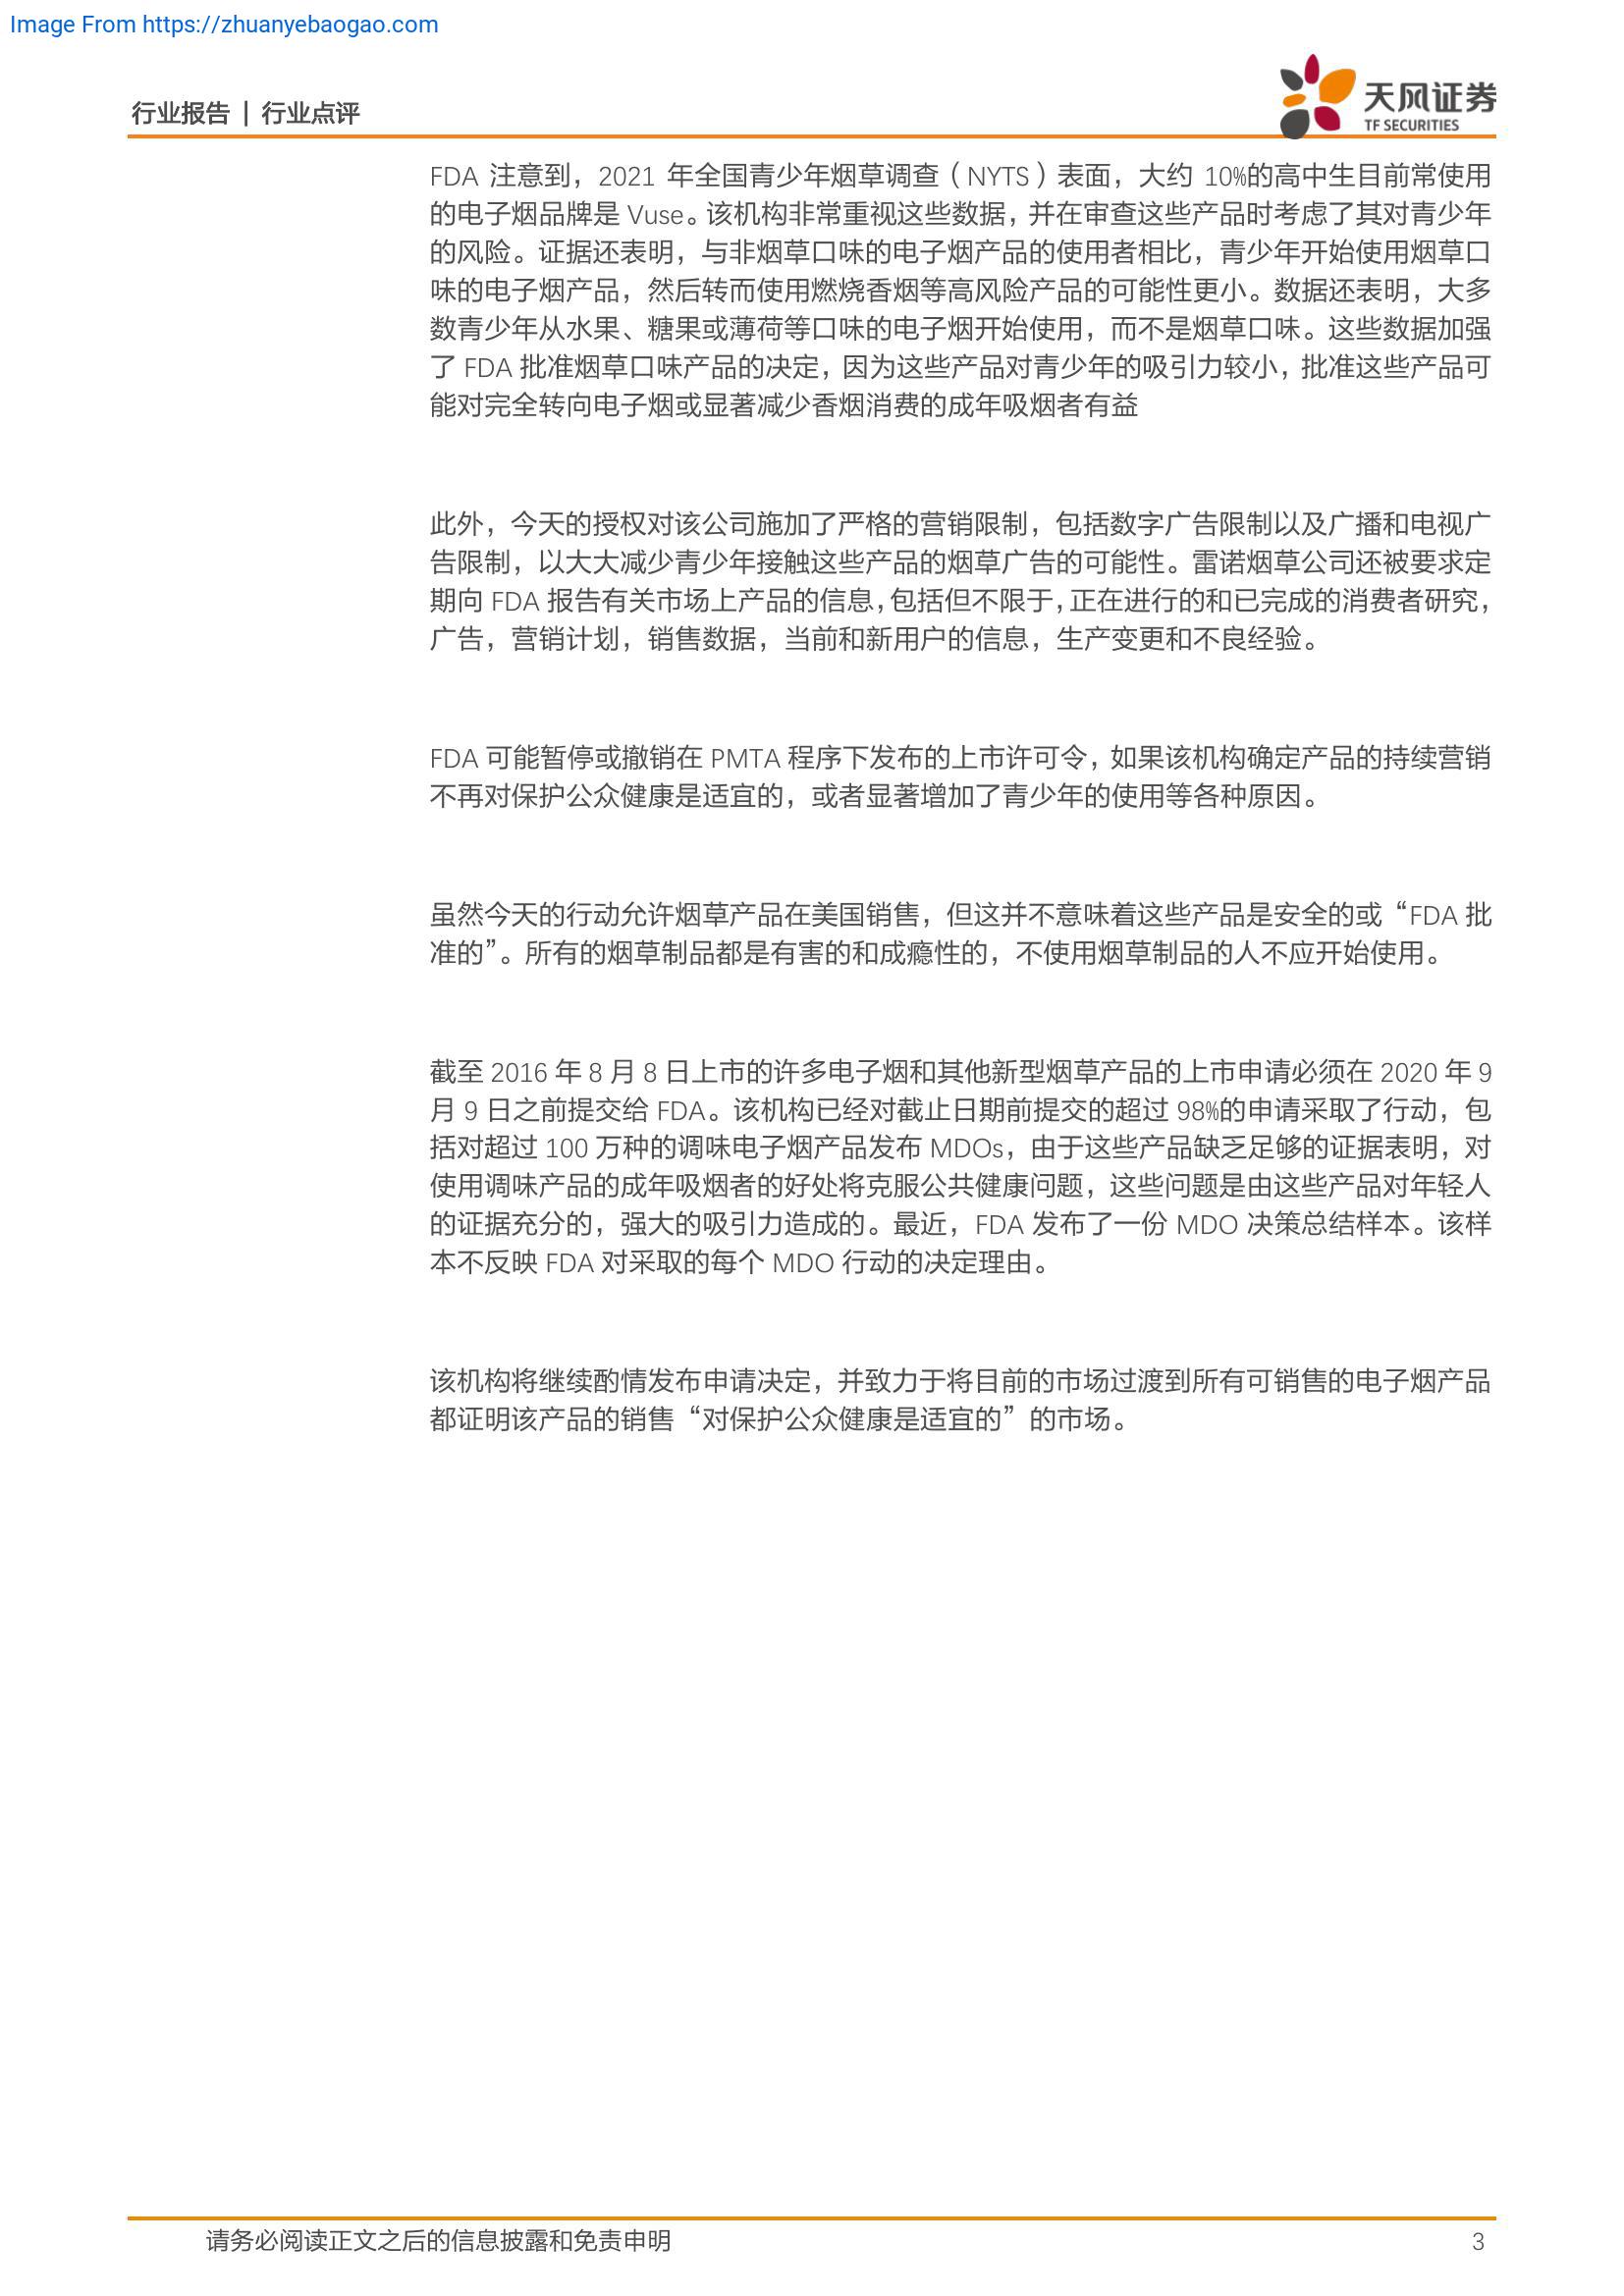 Image From https://zhuanyebaogao.com
行业报告 | 行业点评
天风证券
TF SECURITIES
FDA 注意到，2021 年全国青少年烟草调查（NYTS）表面，大约 10%的高中生目前常使用
的电子烟品牌是 Vuse。该机构非常重视这些数据，并在审查这些产品时考虑了其对青少年
的风险。证据还表明，与非烟草口味的电子烟产品的使用者相比，青少年开始使用烟草口
味的电子烟产品，然后转而使用燃烧香烟等高风险产品的可能性更小。数据还表明，大多
数青少年从水果、糖果或薄荷等口味的电子烟开始使用，而不是烟草口味。这些数据加强
了 FDA 批准烟草口味产品的决定，因为这些产品对青少年的吸引力较小，批准这些产品可
能对完全转向电子烟或显著减少香烟消费的成年吸烟者有益
此外，今天的授权对该公司施加了严格的营销限制，包括数字广告限制以及广播和电视广
告限制，以大大减少青少年接触这些产品的烟草广告的可能性。雷诺烟草公司还被要求定
期向 FDA 报告有关市场上产品的信息，包括但不限于，正在进行的和已完成的消费者研究，
广告，营销计划，销售数据，当前和新用户的信息，生产变更和不良经验。
FDA 可能暂停或撤销在 PMTA 程序下发布的上市许可令，如果该机构确定产品的持续营销
不再对保护公众健康是适宜的，或者显著增加了青少年的使用等各种原因。
虽然今天的行动允许烟草产品在美国销售，但这并不意味着这些产品是安全的或“FDA 批
准的”。所有的烟草制品都是有害的和成瘾性的，不使用烟草制品的人不应开始使用。
截至 2016 年 8 月 8 日上市的许多电子烟和其他新型烟草产品的上市申请必须在 2020 年 9
月 9 日之前提交给 FDA。该机构已经对截止日期前提交的超过 98%的申请采取了行动，包
括对超过 100 万种的调味电子烟产品发布 MDOs，由于这些产品缺乏足够的证据表明，对
使用调味产品的成年吸烟者的好处将克服公共健康问题，这些问题是由这些产品对年轻人
的证据充分的，强大的吸引力造成的。最近，FDA 发布了一份 MDO 决策总结样本。该样
本不反映 FDA 对采取的每个 MDO 行动的决定理由。
该机构将继续酌情发布申请决定，并致力于将目前的市场过渡到所有可销售的电子烟产品
都证明该产品的销售“对保护公众健康是适宜的”的市场。
请务必阅读正文之后的信息披露和免责申明
3